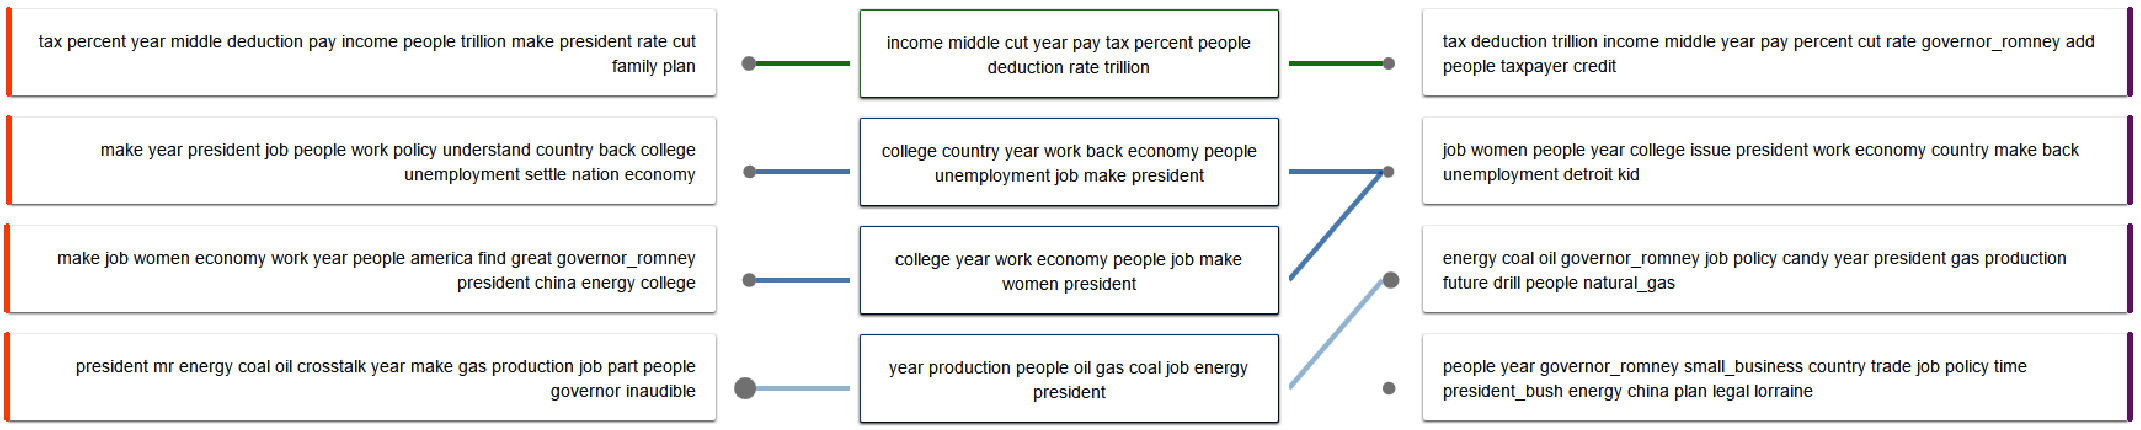 tax percent year middle deduction pay income people trillion make president rate cut
family plan
income middle cut year pay tax percent people
deduction rate trillion
tax deduction trillion income middle year pay percent cut rate governor_romney add
people taxpayer credit
make year president job people work policy understand country back college
unemployment settle nation economy
college country year work back economy people
unemployment job make president
job women people year college issue president work economy country make back
unemployment detroit kid
make job women economy work year people america find great governor_romney
president china energy college
college year work economy people job make
women president
energy coal oil governor_romney job policy candy year president gas production
future drill people natural_gas
president mr energy coal oil crosstalk year make gas production job part people
governor inaudible
year production people oil gas coal job energy
president
people year governor_romney small_business country trade job policy time
president_bush energy china plan legal lorraine